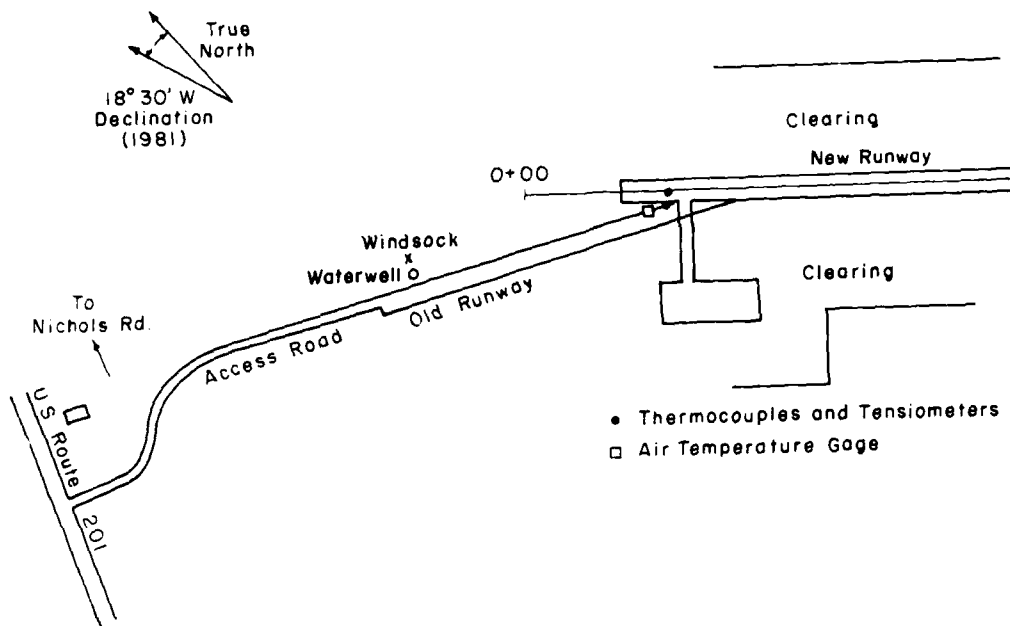 True
North
18° 30' W
Declination
(1981)
Clearing
New Runway
0+00
Windsock
x
Waterwell
Clearing
To
Nichols Rd.
Old Runway
Access Road
US Route
201
Thermocouples and Tensiometers
Air Temperature Gage